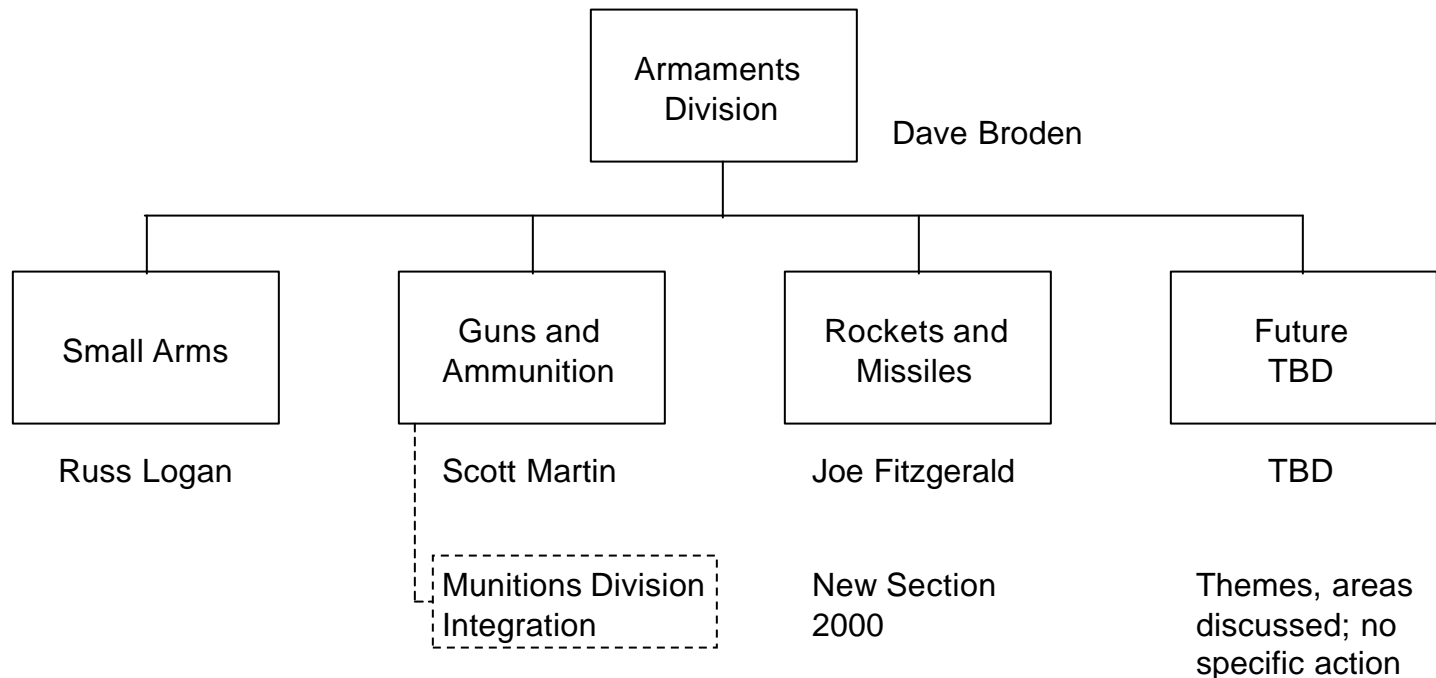 Armaments
Division
Dave Broden
Small Arms
Guns and
Ammunition
Rockets and
Missiles
Future
TBD
Russ Logan
Scott Martin
Joe Fitzgerald
TBD
Munitions Division
Integration
New Section
2000
Themes, areas
discussed; no
specific action